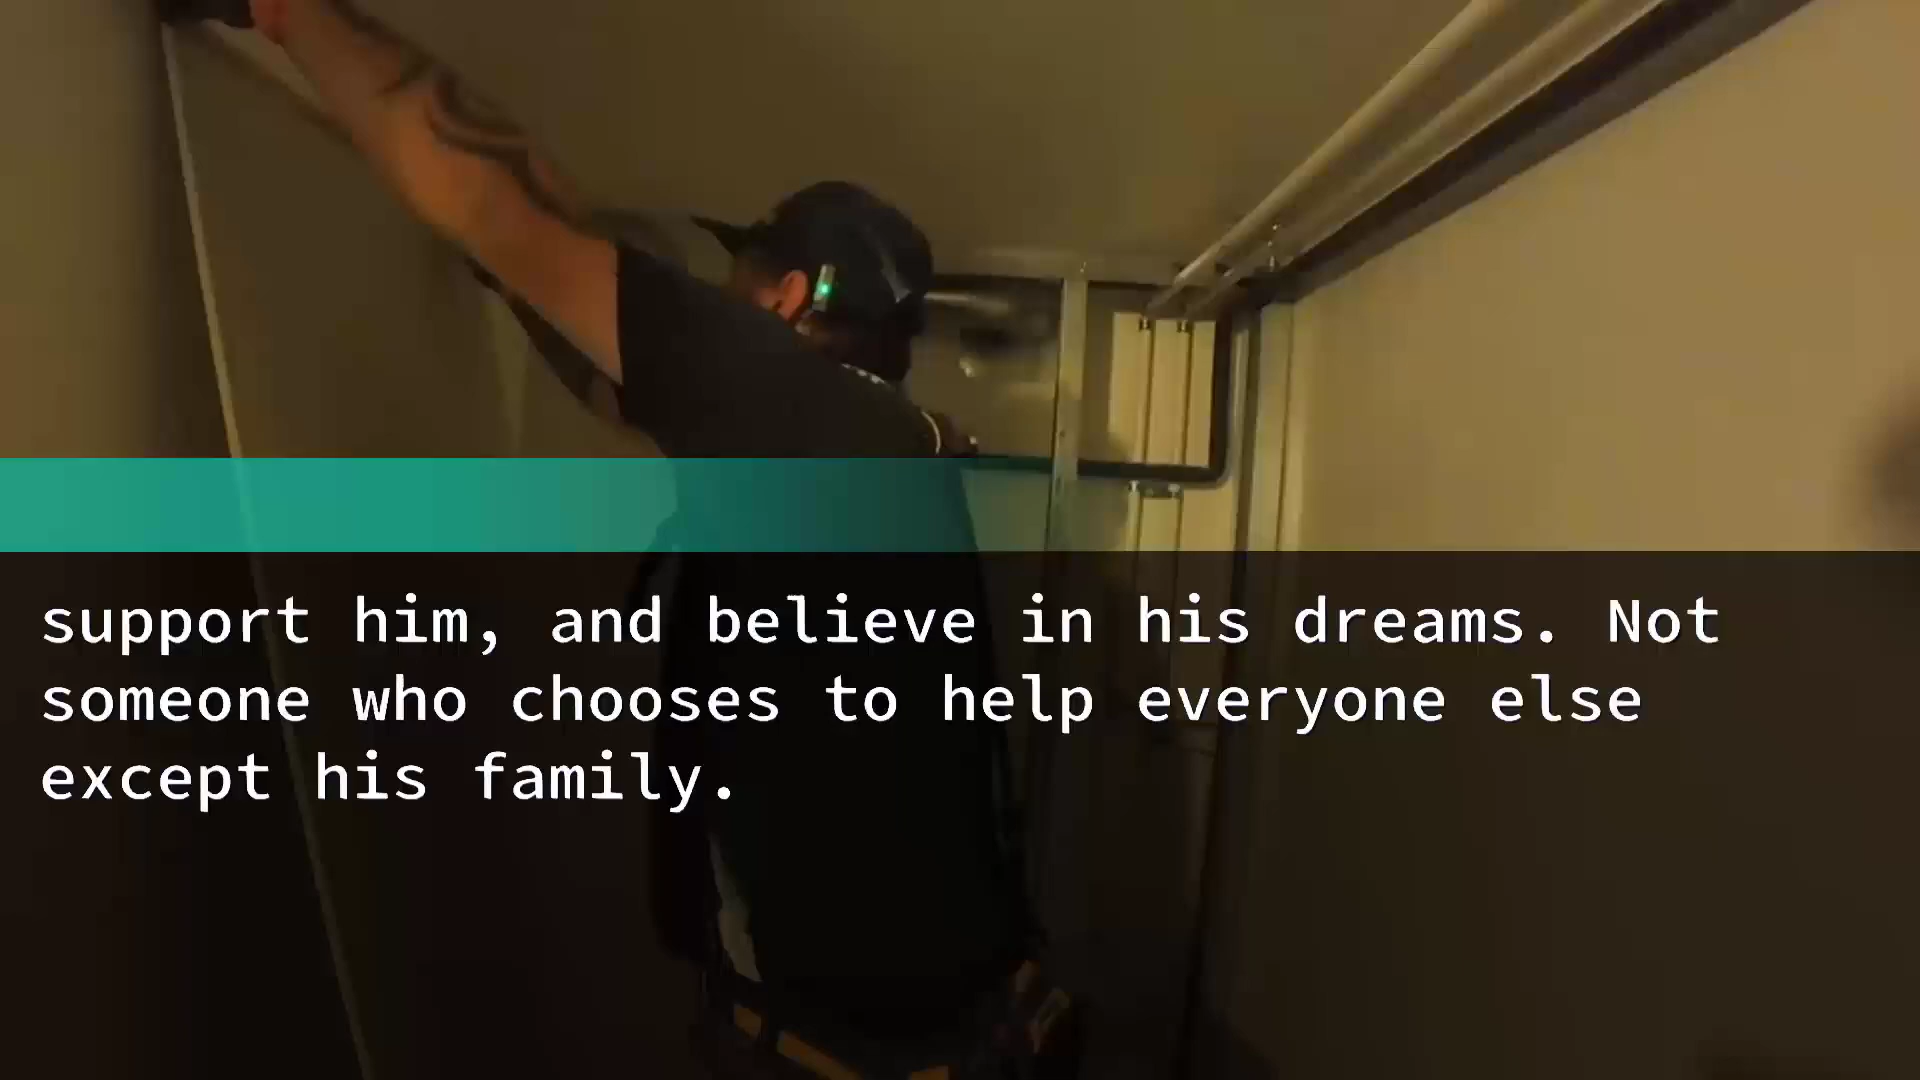 support him, and believe in his dreams. Not
someone who chooses to help everyone else
except his family.